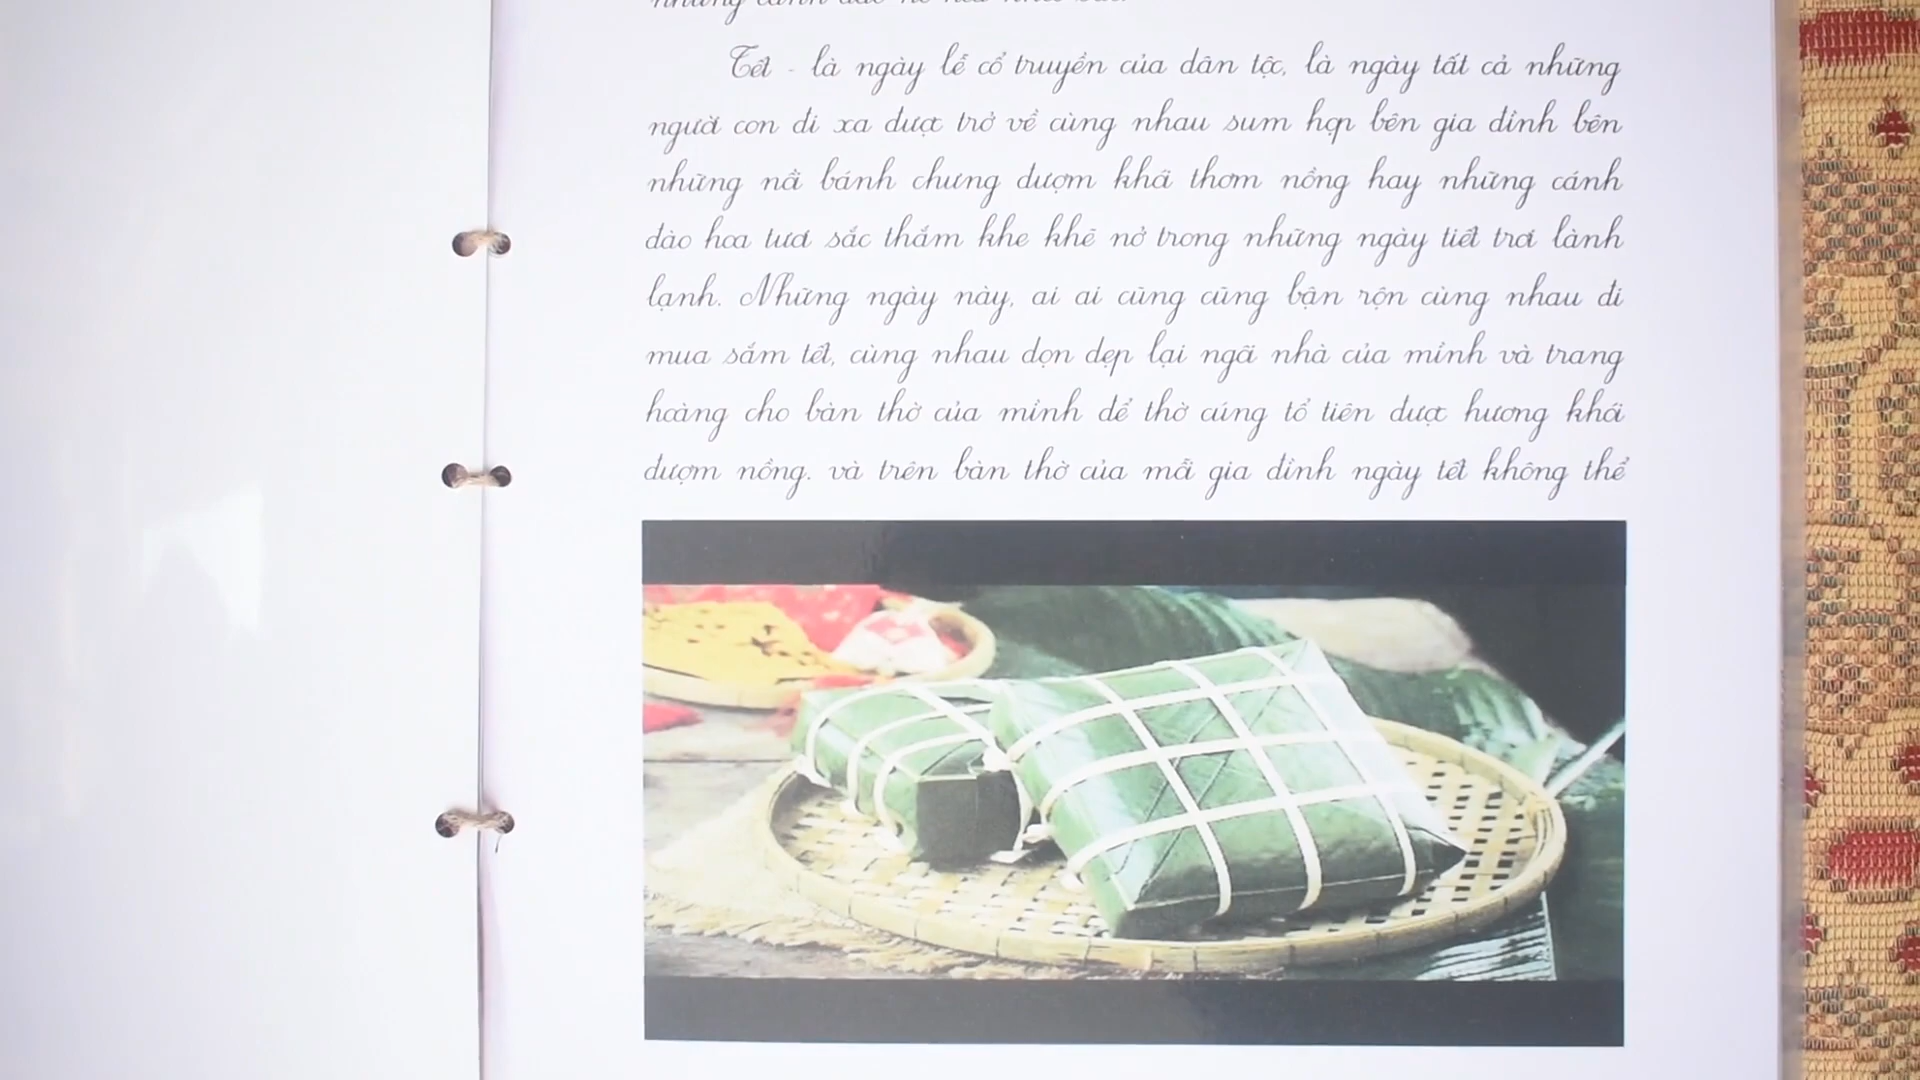 Tết - là ngày lễ cổ truyền của dân tộc, là ngày tất cả những
người con đi xa được trở về cùng nhau sum họp bên gia đình bên
những nồi bánh chưng đượm khói thơm nồng hay những cánh
đào hoa tươi sắc thắm khe khẽ nở trong những ngày tiết trời lành
lạnh. Những ngày này, ai ai cũng cũng bận rộn cùng nhau đi
mua sắm tết, cùng nhau dọn dẹp lại ngôi nhà của mình và trang
hoàng cho bàn thờ của mình để thờ cúng tổ tiên được hương khói
đượm nồng. và trên bàn thờ của mỗi gia đình ngày tết không thể